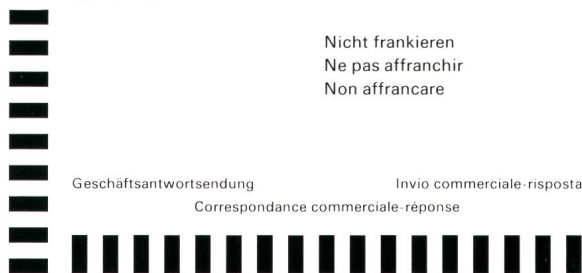 Nicht frankieren
Ne pas affranchir
Non affrancare
Geschäftsantwortsendung Invio commerciale-risposta
Correspondance commerciale-réponse